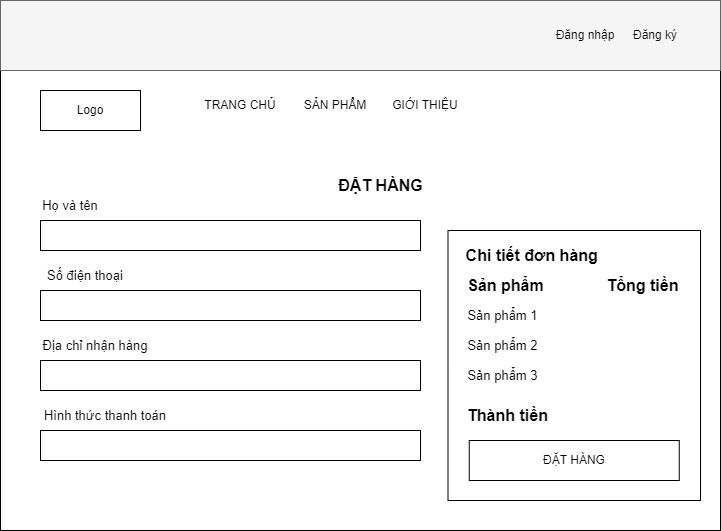 Đăng nhập Đăng ký
Logo
TRANG CHỦ SẢN PHẨM GIỚI THIỆU
ĐẶT HÀNG
Họ và tên
Số điện thoại
Địa chỉ nhận hàng
Hình thức thanh toán
Chi tiết đơn hàng
Sản phẩm Tổng tiền
Sản phẩm 1
Sản phẩm 2
Sản phẩm 3
Thành tiền
ĐẶT HÀNG